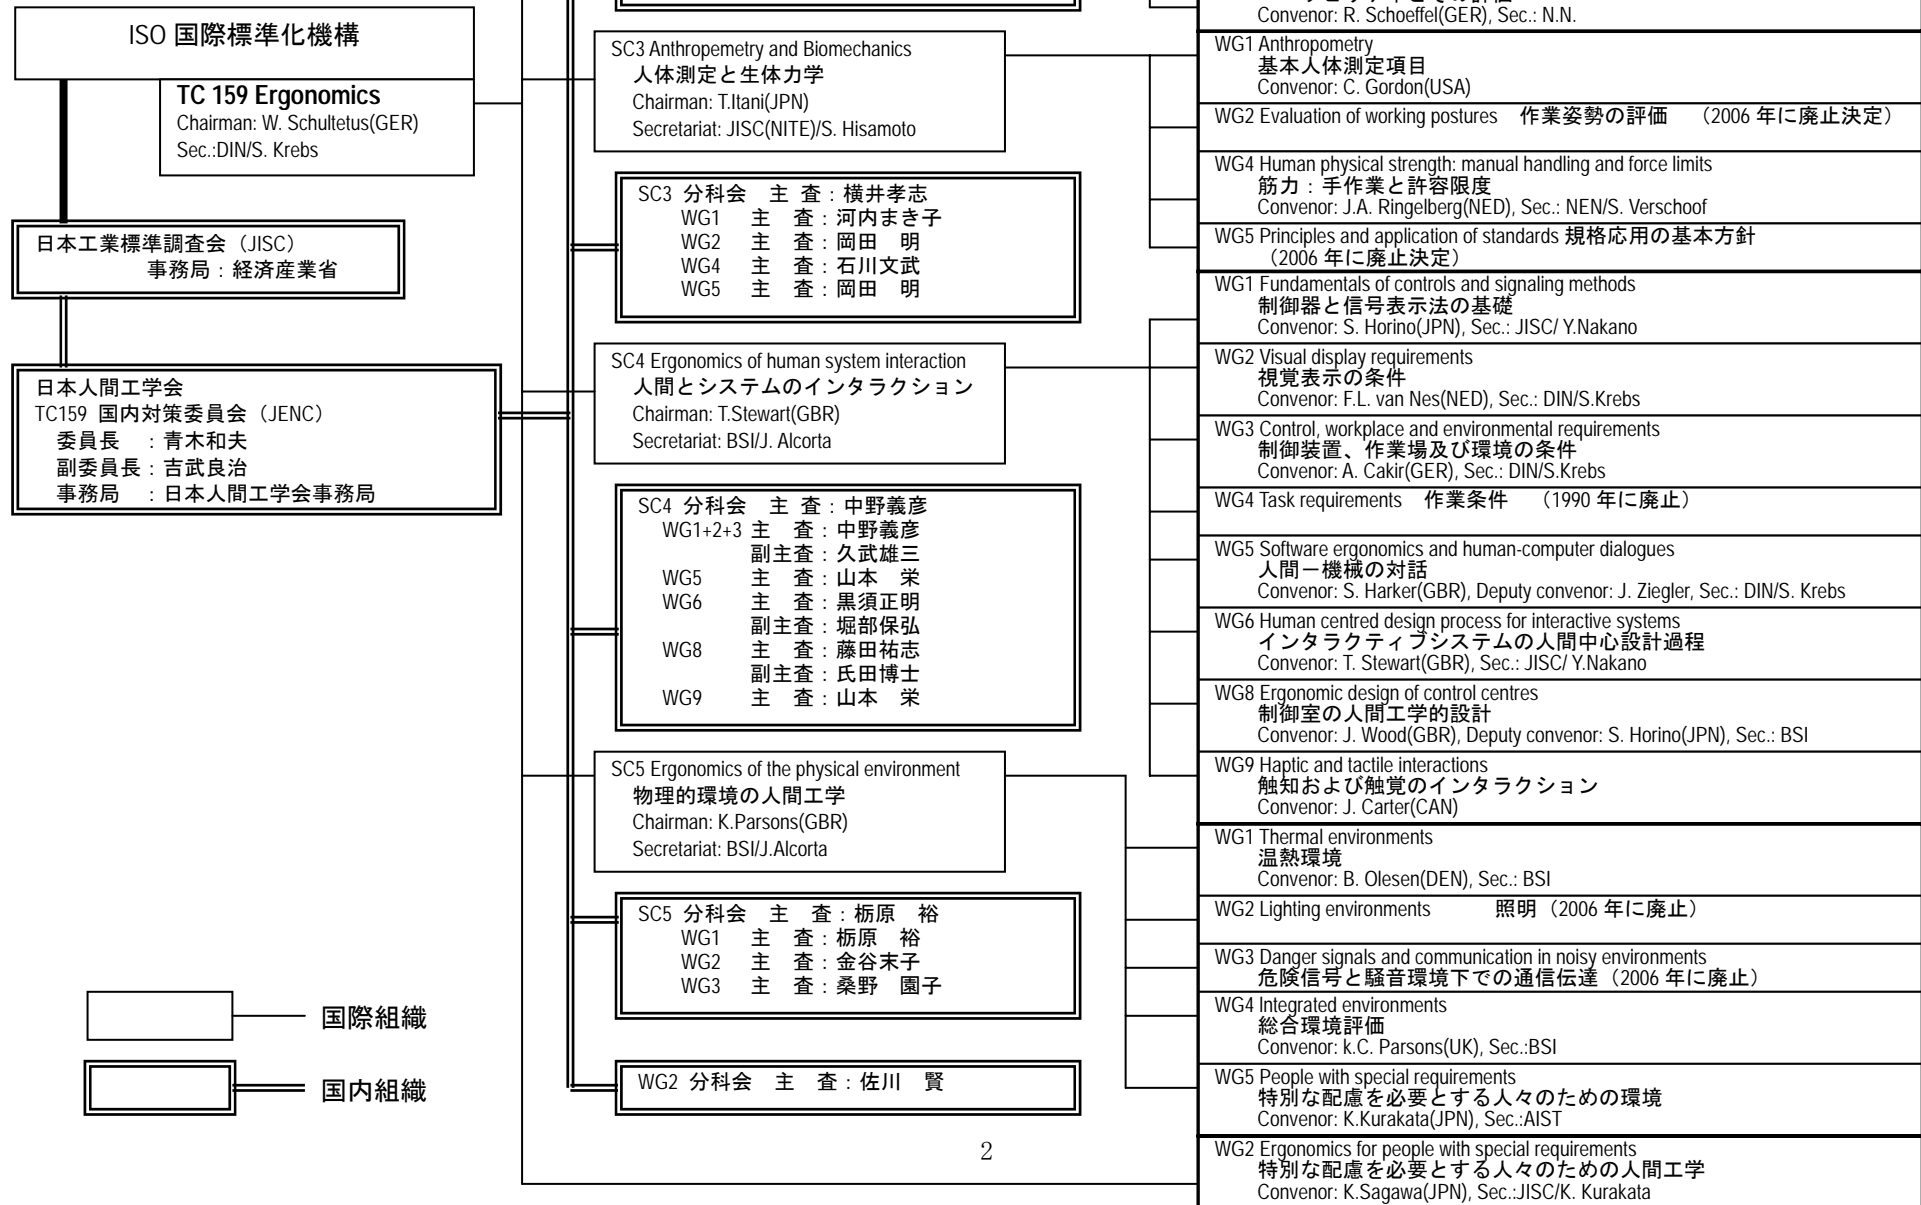 ISO 国際標準化機構
TC 159 Ergonomics
Chairman: W. Schultetus(GER)
Sec.:DIN/S. Krebs
日本工業標準調査会（JISC）
事務局：経済産業省
日本人間工学会
TC159 国内対策委員会（JENC）
委員長　：青木和夫
副委員長：吉武良治
事務局　：日本人間工学会事務局
国際組織
国内組織
SC3 Anthropemetry and Biomechanics
人体測定と生体力学
Chairman: T.Itani(JPN)
Secretariat: JISC(NITE)/S. Hisamoto
SC3 分科会　主 査：横井孝志
WG1　主　査：河内まき子
WG2　主　査：岡田　明
WG4　主　査：石川文武
WG5　主　査：岡田　明
SC4 Ergonomics of human system interaction
人間とシステムのインタラクション
Chairman: T.Stewart(GBR)
Secretariat: BSI/J. Alcorta
SC4 分科会　主 査：中野義彦
WG1+2+3 主　査：中野義彦
副主査：久武雄三
WG5　主　査：山本　栄
WG6　主　査：黒須正明
副主査：堀部保弘
WG8　主　査：藤田祐志
副主査：氏田博士
WG9　主　査：山本　栄
SC5 Ergonomics of the physical environment
物理的環境の人間工学
Chairman: K.Parsons(GBR)
Secretariat: BSI/J.Alcorta
SC5 分科会　主　査：栃原　裕
WG1　主　査：栃原　裕
WG2　主　査：金谷末子
WG3　主　査：桑野　園子
WG2 分科会　主　査：佐川　賢
Convenor: R. Schoeffel(GER), Sec.: N.N.
WG1 Anthropometry
基本人体測定項目
Convenor: C. Gordon(USA)
WG2 Evaluation of working postures　作業姿勢の評価　（2006 年に廃止決定）
WG4 Human physical strength: manual handling and force limits
筋力：手作業と許容限度
Convenor: J.A. Ringelberg(NED), Sec.: NEN/S. Verschoof
WG5 Principles and application of standards 規格応用の基本方針
（2006 年に廃止決定）
WG1 Fundamentals of controls and signaling methods
制御器と信号表示法の基礎
Convenor: S. Horino(JPN), Sec.: JISC/ Y.Nakano
WG2 Visual display requirements
視覚表示の条件
Convenor: F.L. van Nes(NED), Sec.: DIN/S.Krebs
WG3 Control, workplace and environmental requirements
制御装置、作業場及び環境の条件
Convenor: A. Cakir(GER), Sec.: DIN/S.Krebs
WG4 Task requirements　作業条件　（1990 年に廃止）
WG5 Software ergonomics and human-computer dialogues
人間－機械の対話
Convenor: S. Harker(GBR), Deputy convenor: J. Ziegler, Sec.: DIN/S. Krebs
WG6 Human centred design process for interactive systems
インタラクティブシステムの人間中心設計過程
Convenor: T. Stewart(GBR), Sec.: JISC/ Y.Nakano
WG8 Ergonomic design of control centres
制御室の人間工学的設計
Convenor: J. Wood(GBR), Deputy convenor: S. Horino(JPN), Sec.: BSI
WG9 Haptic and tactile interactions
触知および触覚のインタラクション
Convenor: J. Carter(CAN)
WG1 Thermal environments
温熱環境
Convenor: B. Olesen(DEN), Sec.: BSI
WG2 Lighting environments　照明（2006 年に廃止）
WG3 Danger signals and communication in noisy environments
危険信号と騒音環境下での通信伝達（2006 年に廃止）
WG4 Integrated environments
総合環境評価
Convenor: k.C. Parsons(UK), Sec.:BSI
WG5 People with special requirements
特別な配慮を必要とする人々のための環境
Convenor: K.Kurakata(JPN), Sec.:AIST
WG2 Ergonomics for people with special requirements
特別な配慮を必要とする人々のための人間工学
Convenor: K.Sagawa(JPN), Sec.:JISC/K. Kurakata
2